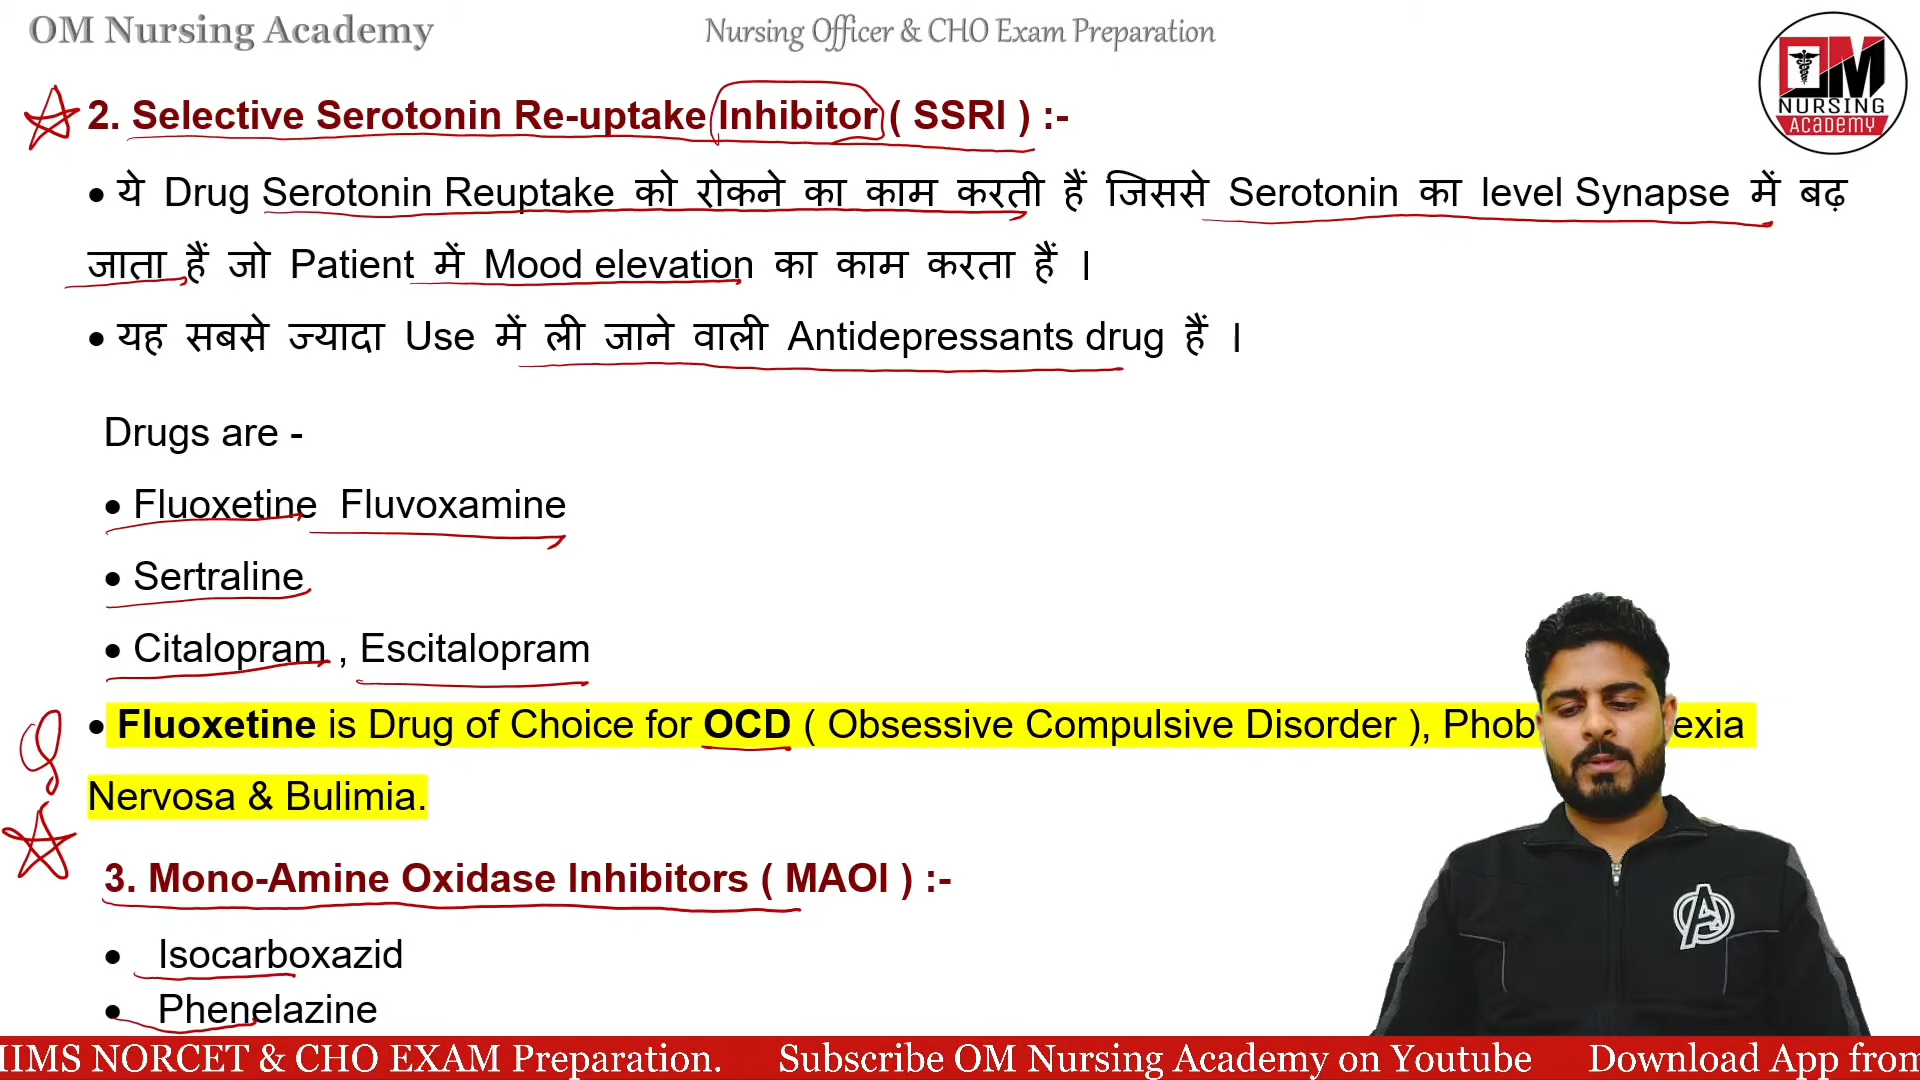 OM Nursing Academy
Nursing Officer & CHO Exam Preparation
OM
NURSING
ACADEMY
2. Selective Serotonin Re-uptake Inhibitor ( SSRI ) :-
• ये Drug Serotonin Reuptake को रोकने का काम करती हैं जिससे Serotonin का level Synapse में बढ़
जाता हैं जो Patient में Mood elevation का काम करता हैं ।
• यह सबसे ज्यादा Use में ली जाने वाली Antidepressants drug हैं ।
Drugs are -
• Fluoxetine Fluvoxamine
• Sertraline
• Citalopram , Escitalopram
• Fluoxetine is Drug of Choice for OCD ( Obsessive Compulsive Disorder ),
Nervosa & Bulimia.
3. Mono-Amine Oxidase Inhibitors ( MAOI ) :-
• Isocarboxazid
• Phenelazine
NORCET & CHO EXAM Preparation. Subscribe OM Nursing Academy on Youtube Download App from